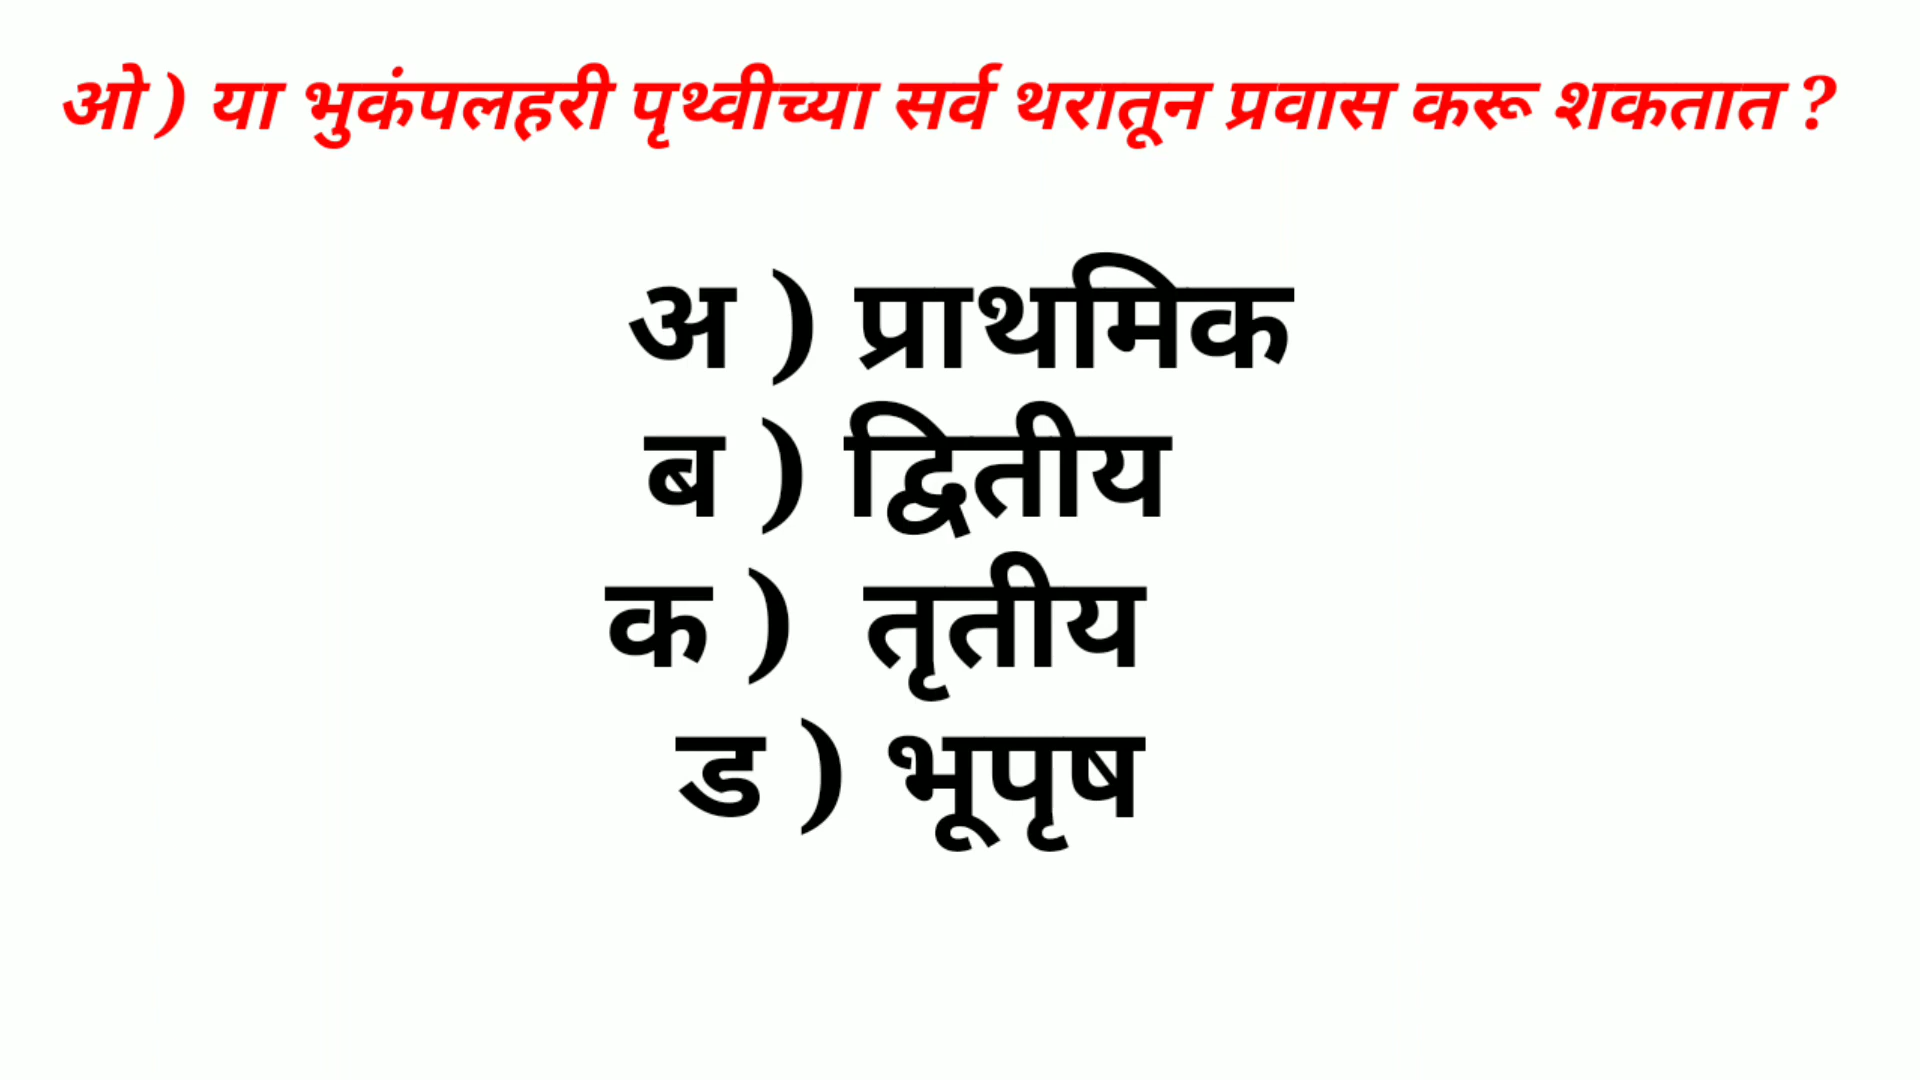 ओ ) या भुकंपलहरी पृथ्वीच्या सर्व थरातून प्रवास करू शकतात ?
अ ) प्राथमिक
ब ) द्वितीय
क ) तृतीय
ड ) भूपृष